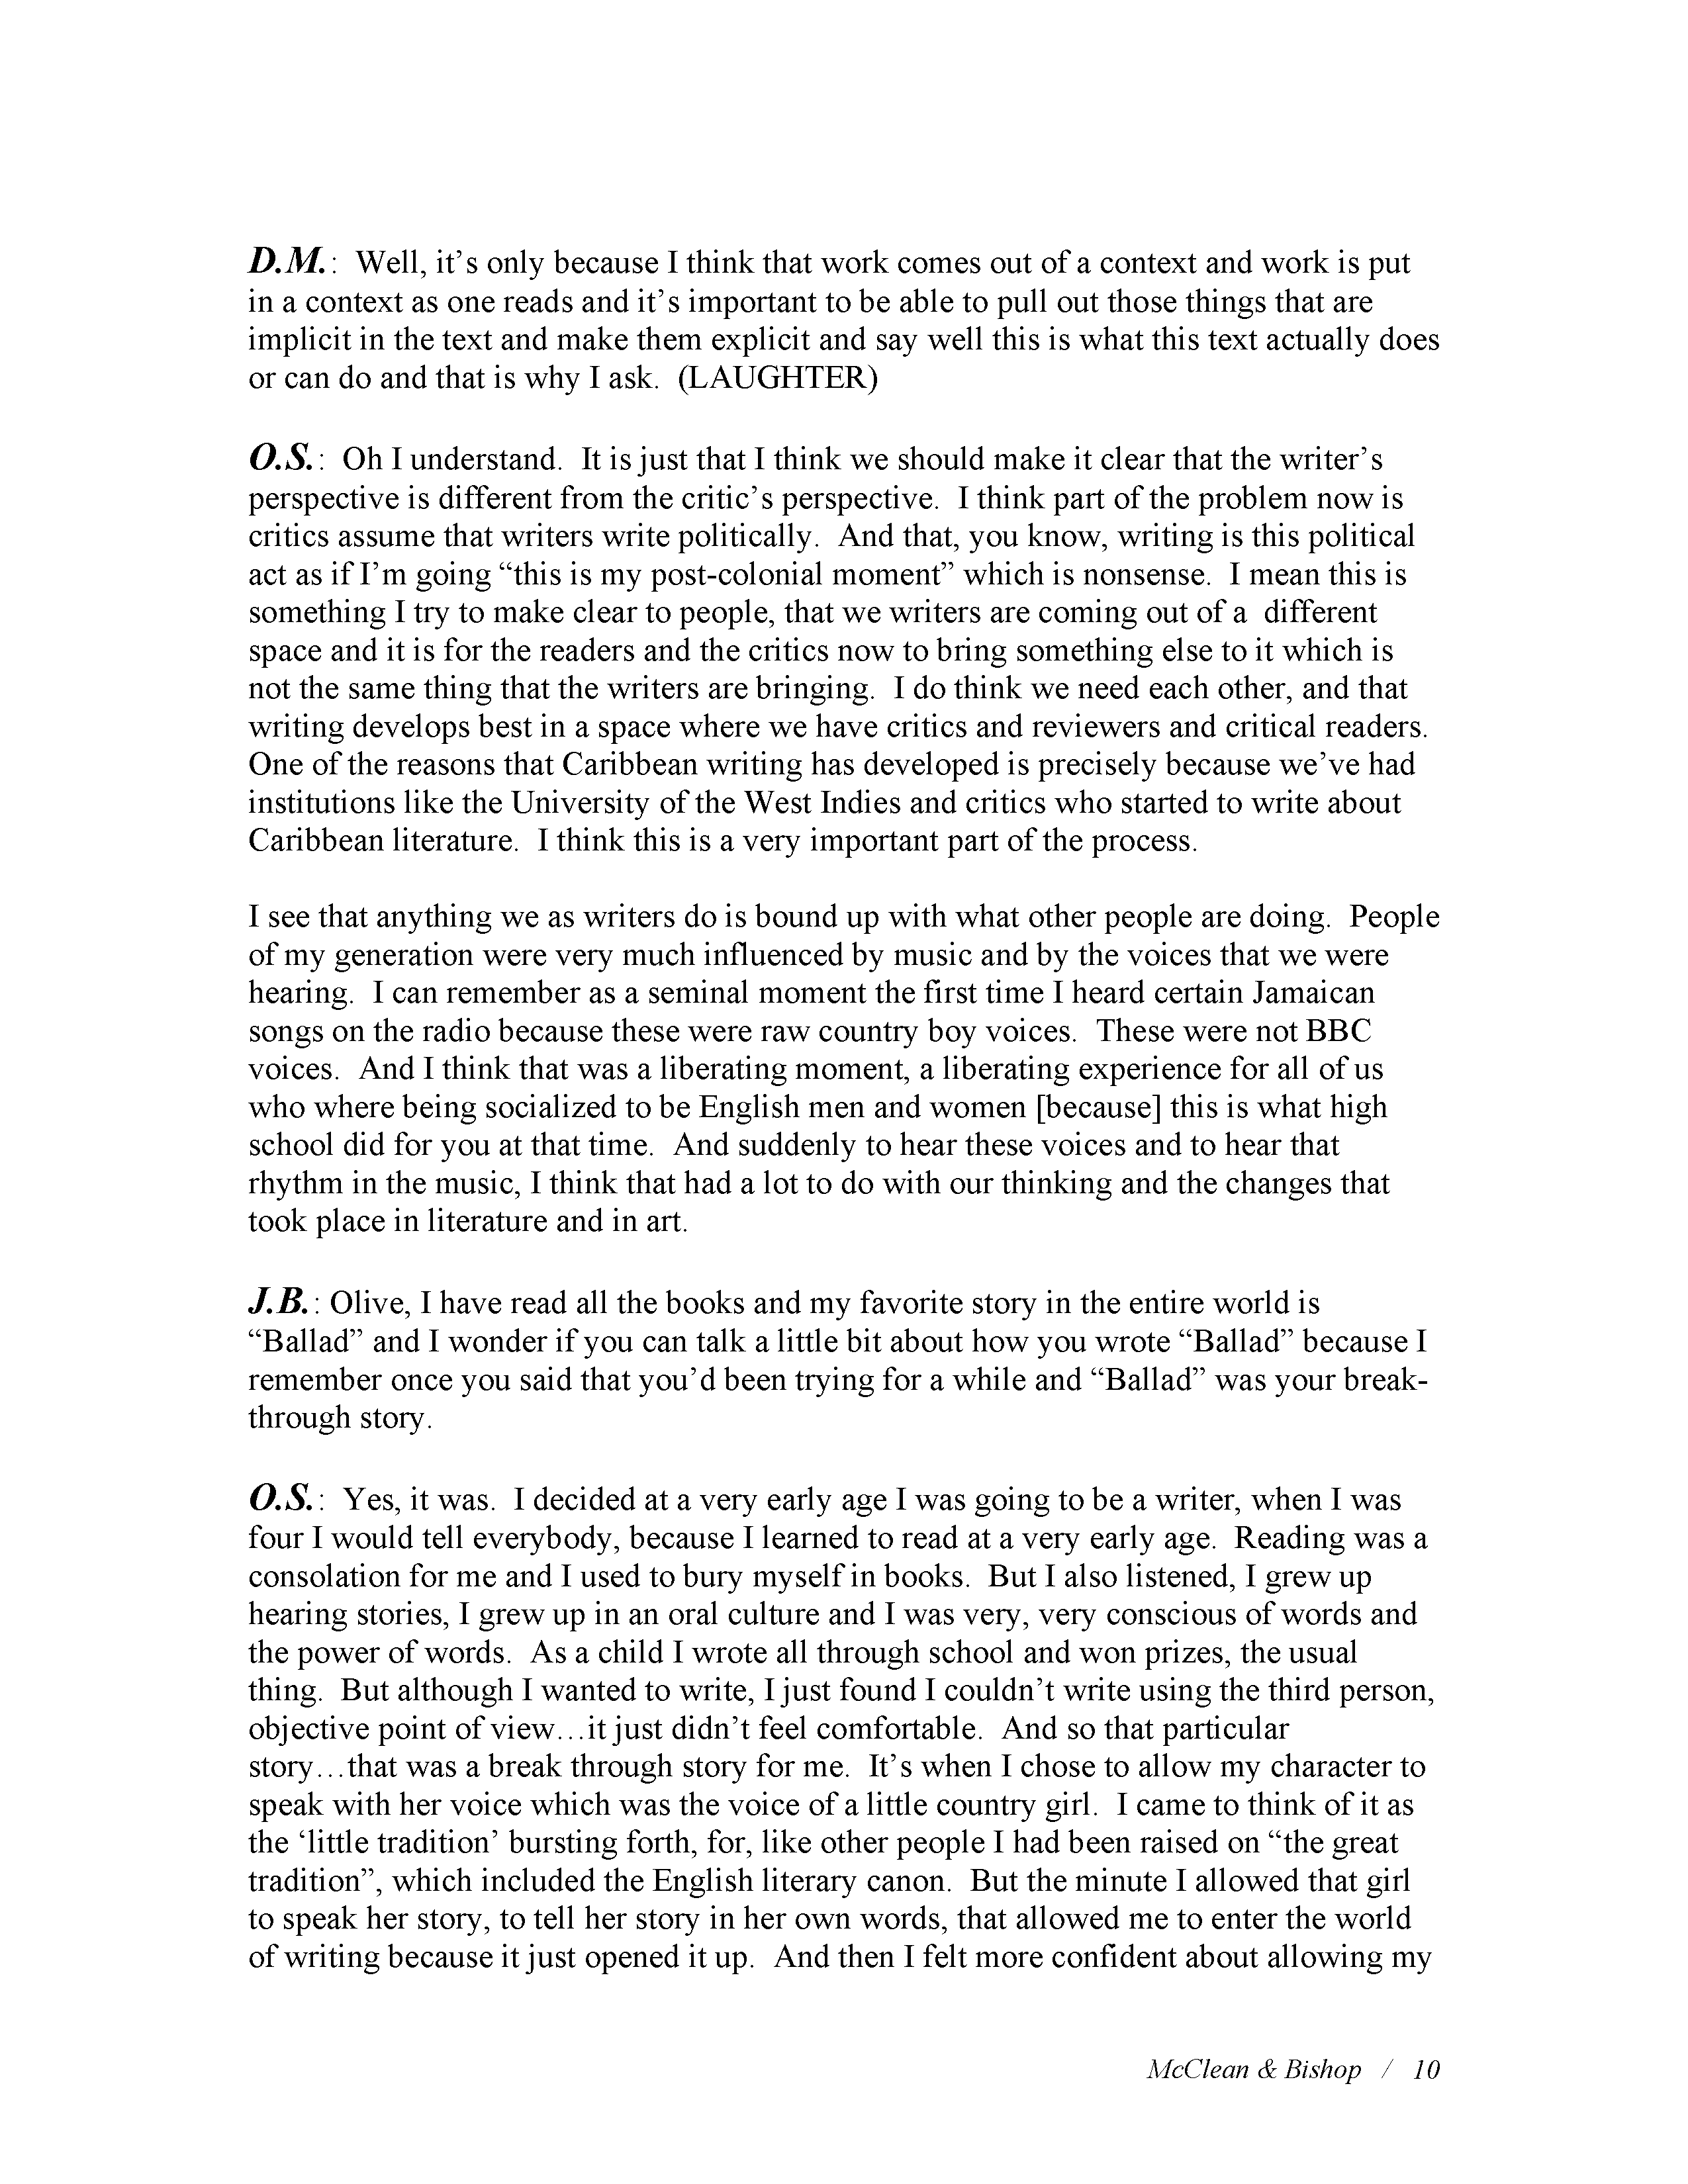 D.M.:  Well, it’s only because I think that work comes out of a context and work is put
in a context as one reads and it’s important to be able to pull out those things that are
implicit in the text and make them explicit and say well this is what this text actually does
or can do and that is why I ask.  (LAUGHTER)
O.S.:  Oh I understand.  It is just that I think we should make it clear that the writer’s
perspective is different from the critic’s perspective.  I think part of the problem now is
critics assume that writers write politically.  And that, you know, writing is this political
act as if I’m going “this is my post-colonial moment” which is nonsense.  I mean this is
something I try to make clear to people, that we writers are coming out of a  different
space and it is for the readers and the critics now to bring something else to it which is
not the same thing that the writers are bringing.  I do think we need each other, and that
writing develops best in a space where we have critics and reviewers and critical readers.
One of the reasons that Caribbean writing has developed is precisely because we’ve had
institutions like the University of the West Indies and critics who started to write about
Caribbean literature.  I think this is a very important part of the process.
I see that anything we as writers do is bound up with what other people are doing.  People
of my generation were very much influenced by music and by the voices that we were
hearing.  I can remember as a seminal moment the first time I heard certain Jamaican
songs on the radio because these were raw country boy voices.  These were not BBC
voices.  And I think that was a liberating moment, a liberating experience for all of us
who where being socialized to be English men and women [because] this is what high
school did for you at that time.  And suddenly to hear these voices and to hear that
rhythm in the music, I think that had a lot to do with our thinking and the changes that
took place in literature and in art.
J.B.: Olive, I have read all the books and my favorite story in the entire world is
“Ballad” and I wonder if you can talk a little bit about how you wrote “Ballad” because I
remember once you said that you’d been trying for a while and “Ballad” was your break-
through story.
O.S.:  Yes, it was.  I decided at a very early age I was going to be a writer, when I was
four I would tell everybody, because I learned to read at a very early age.  Reading was a
consolation for me and I used to bury myself in books.  But I also listened, I grew up
hearing stories, I grew up in an oral culture and I was very, very conscious of words and
the power of words.  As a child I wrote all through school and won prizes, the usual
thing.  But although I wanted to write, I just found I couldn’t write using the third person,
objective point of view…it just didn’t feel comfortable.  And so that particular
story…that was a break through story for me.  It’s when I chose to allow my character to
speak with her voice which was the voice of a little country girl.  I came to think of it as
the ‘little tradition’ bursting forth, for, like other people I had been raised on “the great
tradition”, which included the English literary canon.  But the minute I allowed that girl
to speak her story, to tell her story in her own words, that allowed me to enter the world
of writing because it just opened it up.  And then I felt more confident about allowing my
McClean & Bishop  /  10